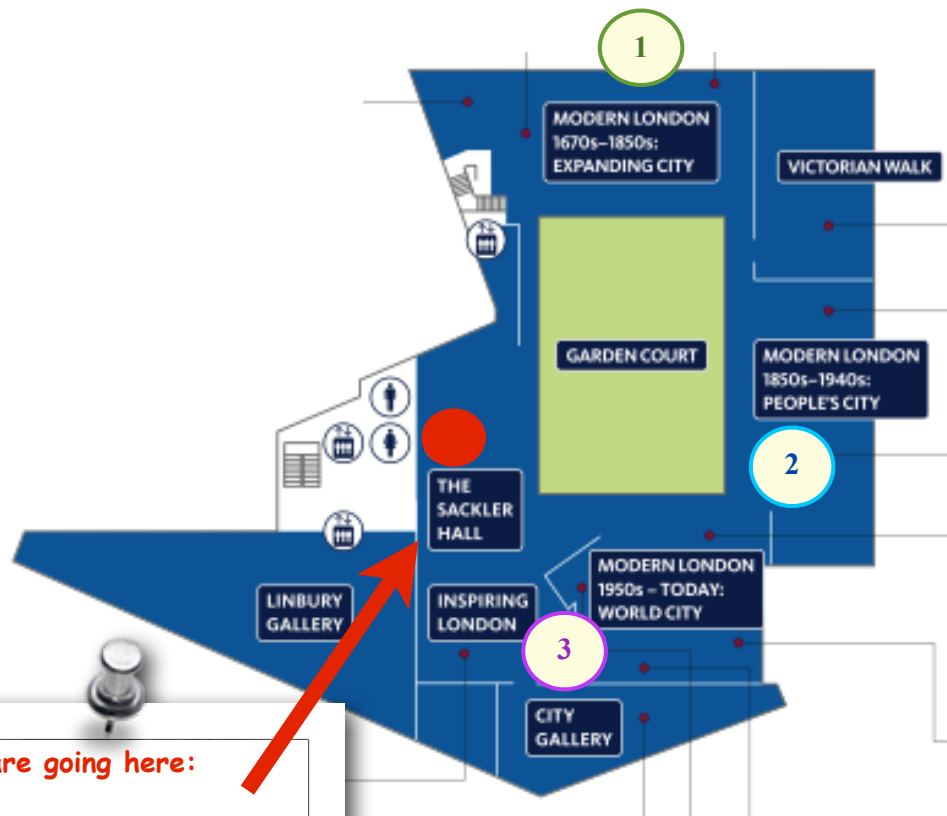 1
MODERN LONDON
1670s–1850s:
EXPANDING CITY
VICTORIAN WALK
GARDEN COURT
MODERN LONDON
1850s–1940s:
PEOPLE'S CITY
2
THE
SACKLER
HALL
MODERN LONDON
1950s – TODAY:
WORLD CITY
LINBURY
GALLERY
INSPIRING
LONDON
3
CITY
GALLERY
are going here: